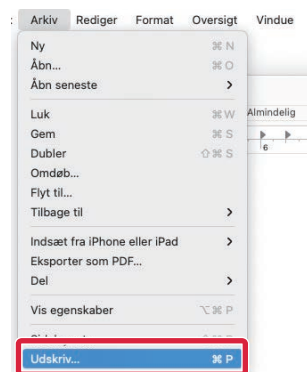 Arkiv Rediger Format Oversigt Vindue
Ny ⌘ N
Åbn... ⌘ O
Åbn seneste >
Luk ⌘ W
Almindelig
Gem ⌘ S
Dubler ⇧ ⌘ S
6
Omdøb...
Flyt til...
Tilbage til >
Indsæt fra iPhone eller iPad >
Eksporter som PDF...
Del >
Vis egenskaber ⌥ ⌘ P
Udskriv... ⌘ P